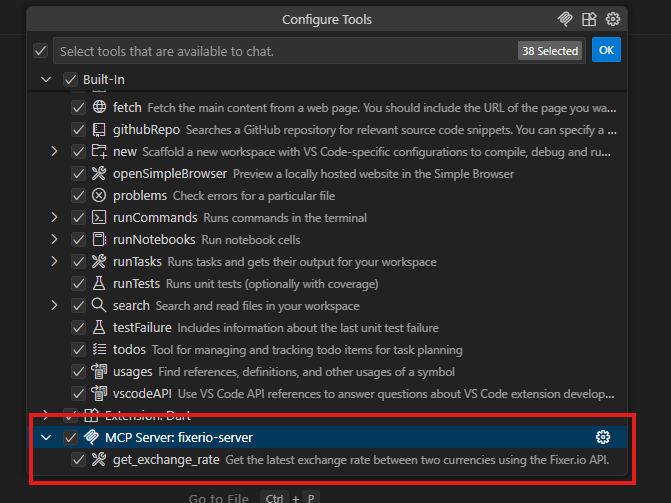 Configure Tools
Select tools that are available to chat.
38 Selected
OK
Built-In
fetch Fetch the main content from a web page. You should include the URL of the page you wa...
githubRepo Searches a GitHub repository for relevant source code snippets. You can specify a ...
new Scaffold a new workspace with VS Code-specific configurations to compile, debug and ru...
openSimpleBrowser Preview a locally hosted website in the Simple Browser
problems Check errors for a particular file
runCommands Runs commands in the terminal
runNotebooks Run notebook cells
runTasks Runs tasks and gets their output for your workspace
runTests Runs unit tests (optionally with coverage)
search Search and read files in your workspace
testFailure Includes information about the last unit test failure
todos Tool for managing and tracking todo items for task planning
usages Find references, definitions, and other usages of a symbol
vscodeAPI Use VS Code API references to answer questions about VS Code extension develop...
Extension: Dart
MCP Server: fixerio-server
get_exchange_rate Get the latest exchange rate between two currencies using the Fixer.io API.
Go to File Ctrl + P